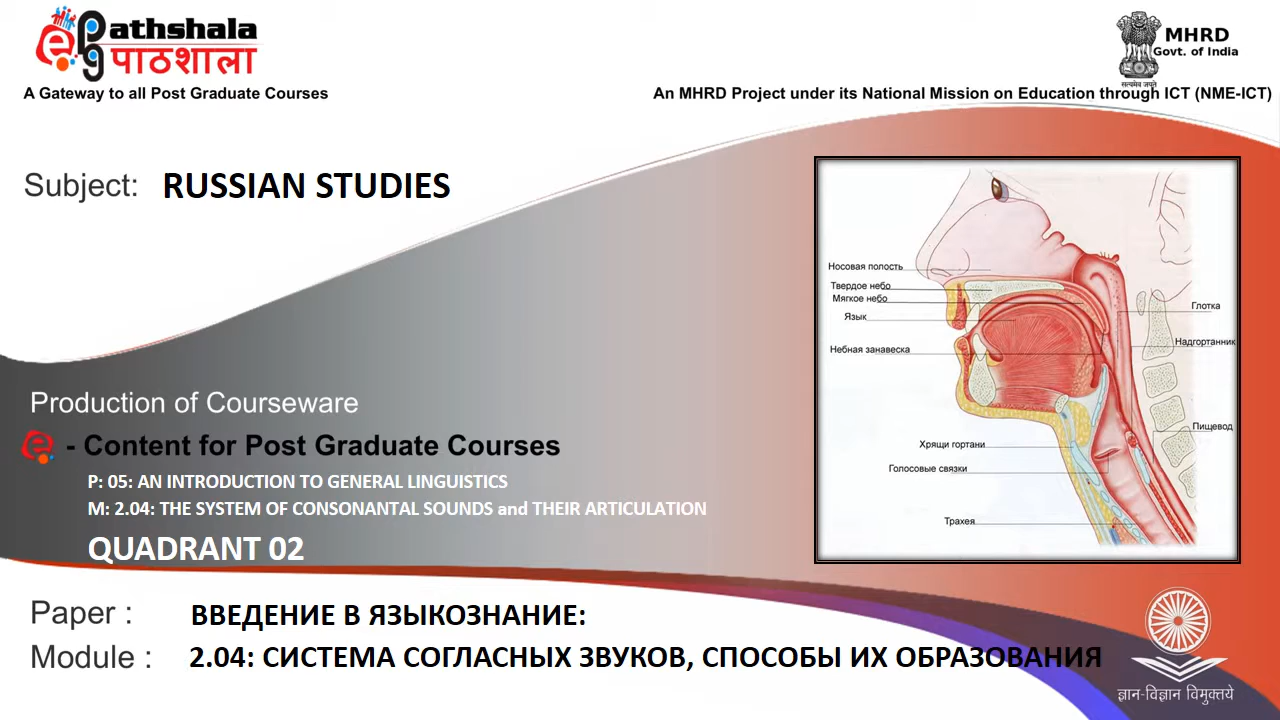 ePathshala
पाठशाला
A Gateway to all Post Graduate Courses
MHRD
Govt. of India
सत्यमेव जयते
An MHRD Project under its National Mission on Education through ICT (NME-ICT)
Subject: RUSSIAN STUDIES
Носовая полость
Твердое небо
Мягкое небо
Язык
Небная занавеска
Глотка
Надгортанник
Пищевод
Хрящи гортани
Голосовые связки
Трахея
Production of Courseware
e - Content for Post Graduate Courses
P: 05: AN INTRODUCTION TO GENERAL LINGUISTICS
M: 2.04: THE SYSTEM OF CONSONANTAL SOUNDS and THEIR ARTICULATION
QUADRANT 02
Paper : ВВЕДЕНИЕ В ЯЗЫКОЗНАНИЕ:
Module : 2.04: СИСТЕМА СОГЛАСНЫХ ЗВУКОВ, СПОСОБЫ ИХ ОБРАЗОВАНИЯ
ज्ञान-विज्ञान विमुक्तये